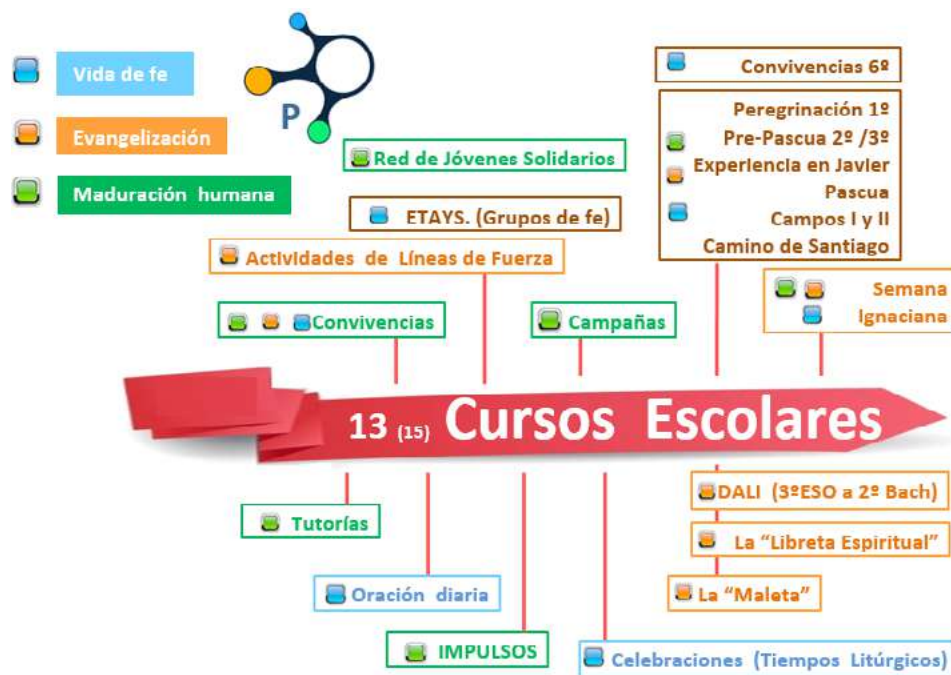 Vida de fe
Evangelización
Maduración humana
P
Convivencias 6º
Peregrinación 1º
Pre-Pascua 2º /3º
Experiencia en Javier
Pascua
Campos I y II
Camino de Santiago
Red de Jóvenes Solidarios
ETAYS. (Grupos de fe)
Actividades de Líneas de Fuerza
Convivencias
Campañas
Semana
Ignaciana
13 (15) Cursos Escolares
DALI (3ºESO a 2º Bach)
Tutorías
La “Libreta Espiritual”
Oración diaria
La “Maleta”
IMPULSOS
Celebraciones (Tiempos Litúrgicos)